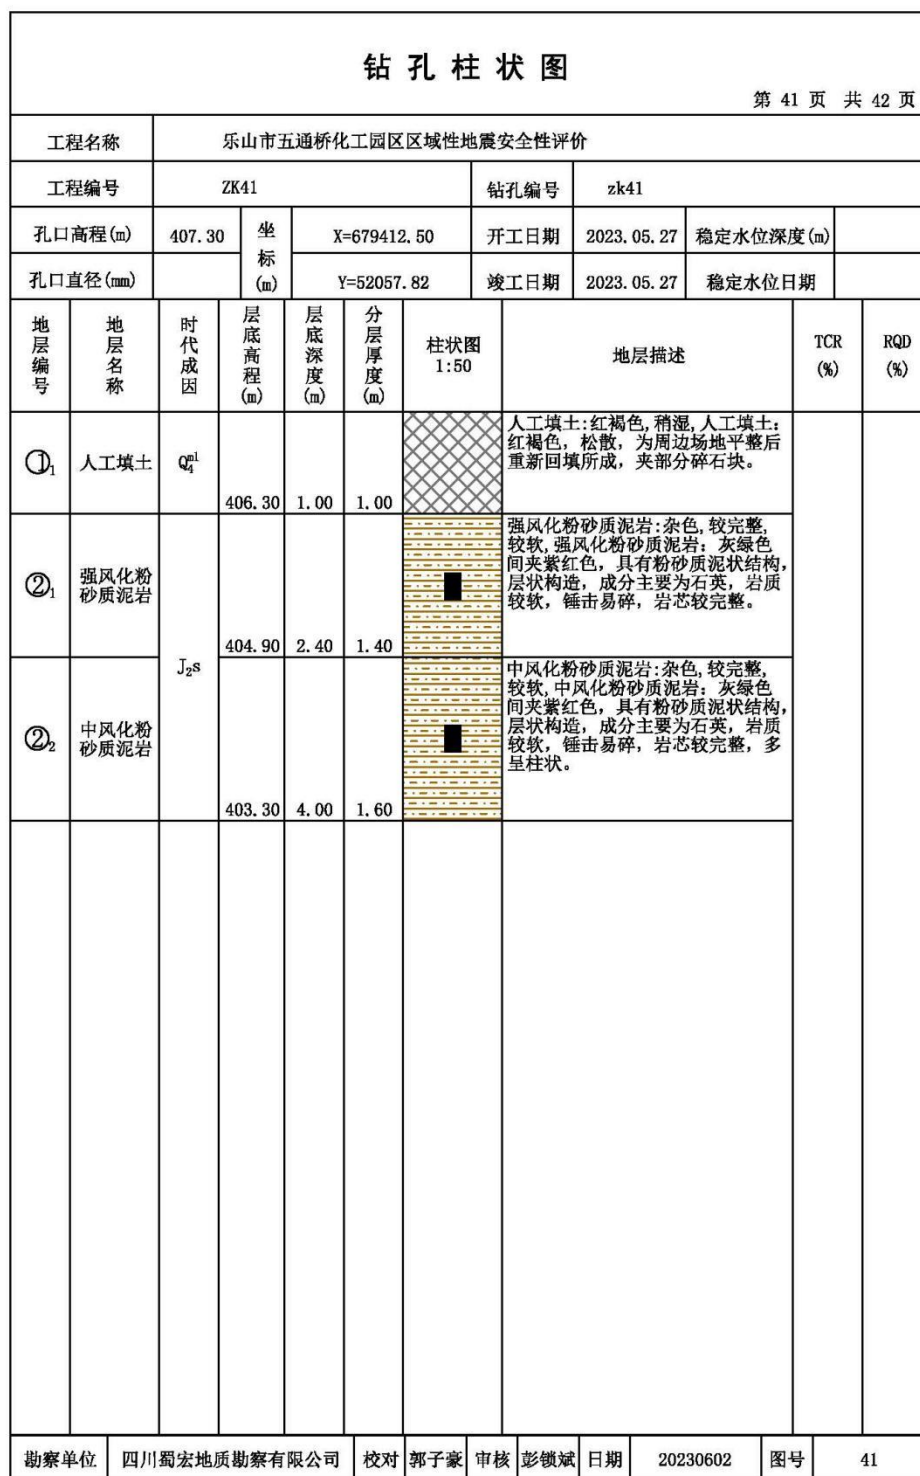 钻孔柱状图
第 41 页 共 42 页
工程名称 乐山市五通桥化工园区区域性地震安全性评价
工程编号 ZK41 钻孔编号 zk41
孔口高程(m) 407.30 坐标(m) X=679412.50 开工日期 2023.05.27 稳定水位深度(m)
孔口直径(mm) Y=52057.82 竣工日期 2023.05.27 稳定水位日期
地层编号 地层名称 时代成因 层底高程(m) 层底深度(m) 分层厚度(m) 柱状图 1:50 地层描述 TCR (%) RQD (%)
①₁ 人工填土 Q₄ᵐˡ 406.30 1.00 1.00
人工填土:红褐色,稍湿,人工填土:
红褐色，松散，为周边场地平整后
重新回填所成，夹部分碎石块。
②₁ 强风化粉
砂质泥岩
404.90 2.40 1.40
强风化粉砂质泥岩:杂色,较完整,
较软,强风化粉砂质泥岩：灰绿色
间夹紫红色，具有粉砂质泥状结构，
层状构造，成分主要为石英，岩质
较软，锤击易碎，岩芯较完整。
J₂s
②₂ 中风化粉
砂质泥岩
403.30 4.00 1.60
中风化粉砂质泥岩:杂色,较完整,
较软,中风化粉砂质泥岩：灰绿色
间夹紫红色，具有粉砂质泥状结构，
层状构造，成分主要为石英，岩质
较软，锤击易碎，岩芯较完整，多
呈柱状。
勘察单位 四川蜀宏地质勘察有限公司 校对 郭子豪 审核 彭锁斌 日期 20230602 图号 41